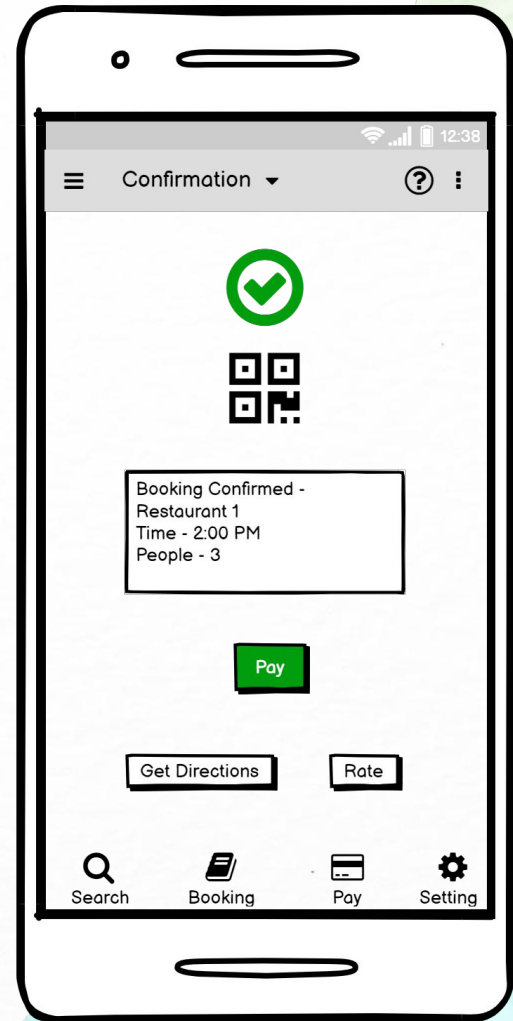 12:38
Confirmation
Booking Confirmed -
Restaurant 1
Time - 2:00 PM
People - 3
Pay
Get Directions Rate
Search Booking Pay Setting